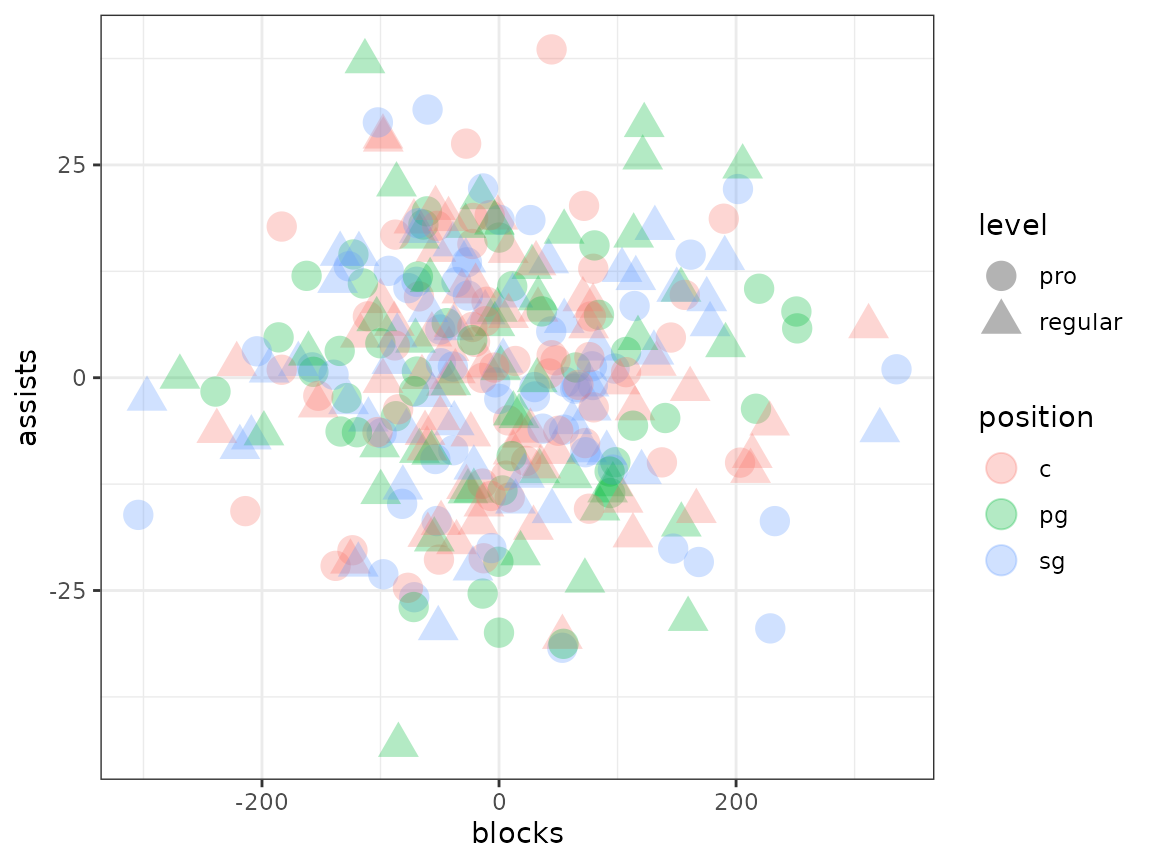 25
0
-25
assists
-200
0
200
blocks
level
pro
regular
position
c
pg
sg